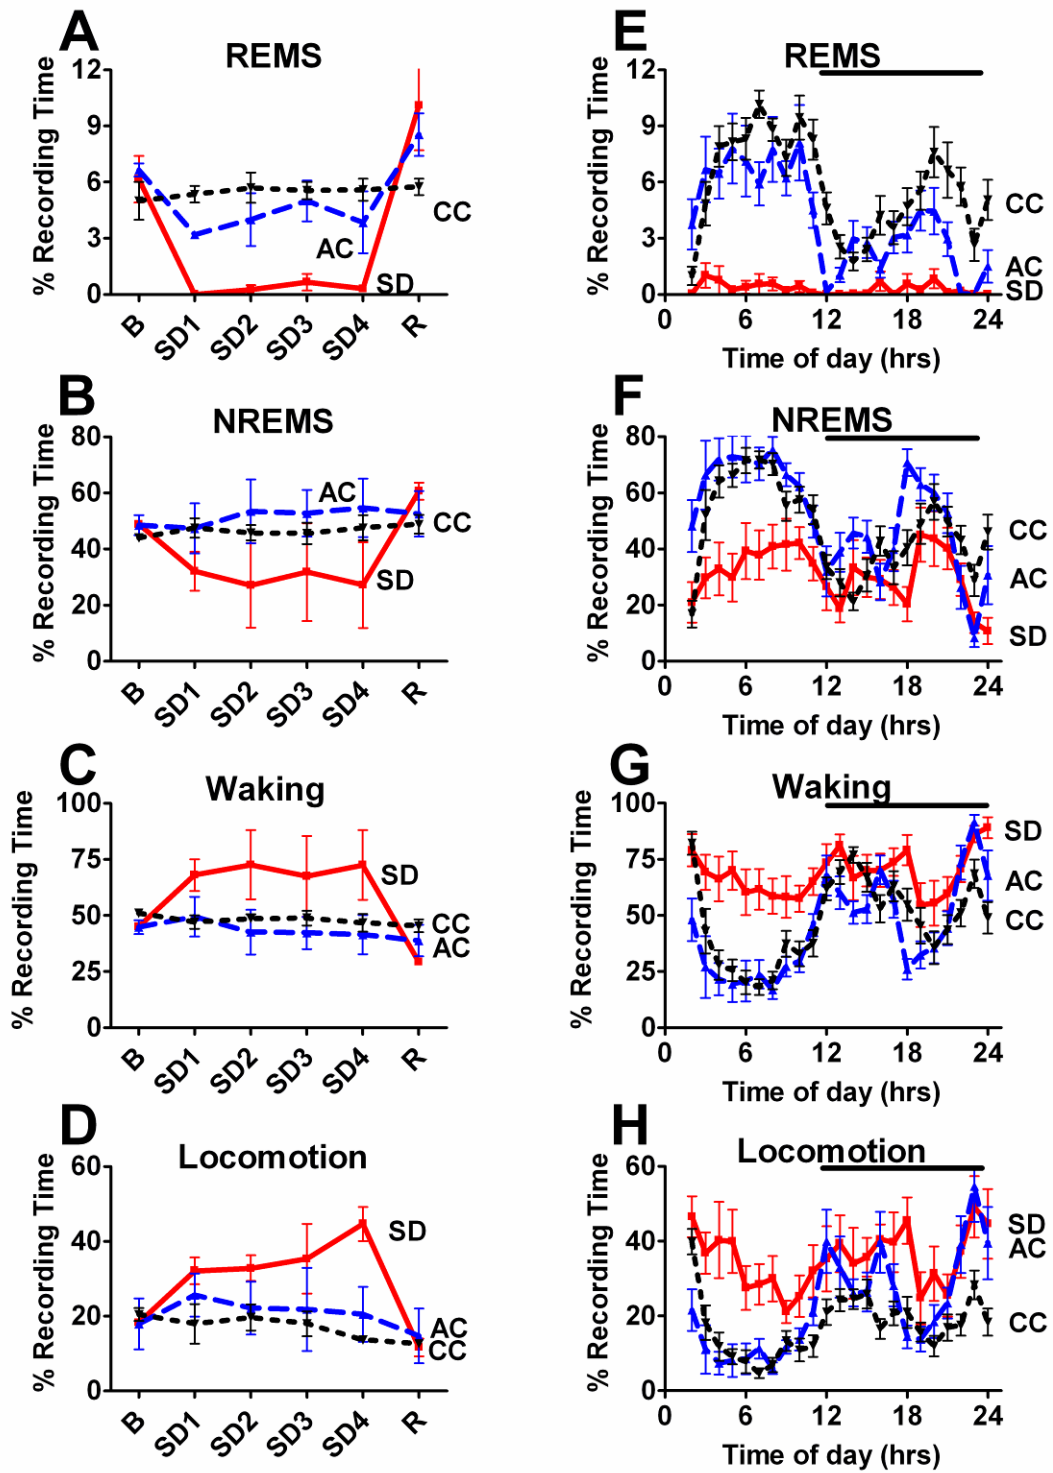 A
REMS
% Recording Time
12
9
6
3
0
CC
AC
SD
B
SD1
SD2
SD3
SD4
R
E
REMS
% Recording Time
12
9
6
3
0
CC
AC
SD
0
6
12
18
24
Time of day (hrs)
B
NREMS
% Recording Time
80
60
40
20
0
AC
CC
SD
B
SD1
SD2
SD3
SD4
R
F
NREMS
% Recording Time
80
60
40
20
0
CC
AC
SD
0
6
12
18
24
Time of day (hrs)
C
Waking
% Recording Time
100
75
50
25
0
SD
CC
AC
B
SD1
SD2
SD3
SD4
R
G
Waking
% Recording Time
100
75
50
25
0
SD
AC
CC
0
6
12
18
24
Time of day (hrs)
D
Locomotion
% Recording Time
60
40
20
0
SD
AC
CC
B
SD1
SD2
SD3
SD4
R
H
Locomotion
% Recording Time
60
40
20
0
SD
AC
CC
0
6
12
18
24
Time of day (hrs)